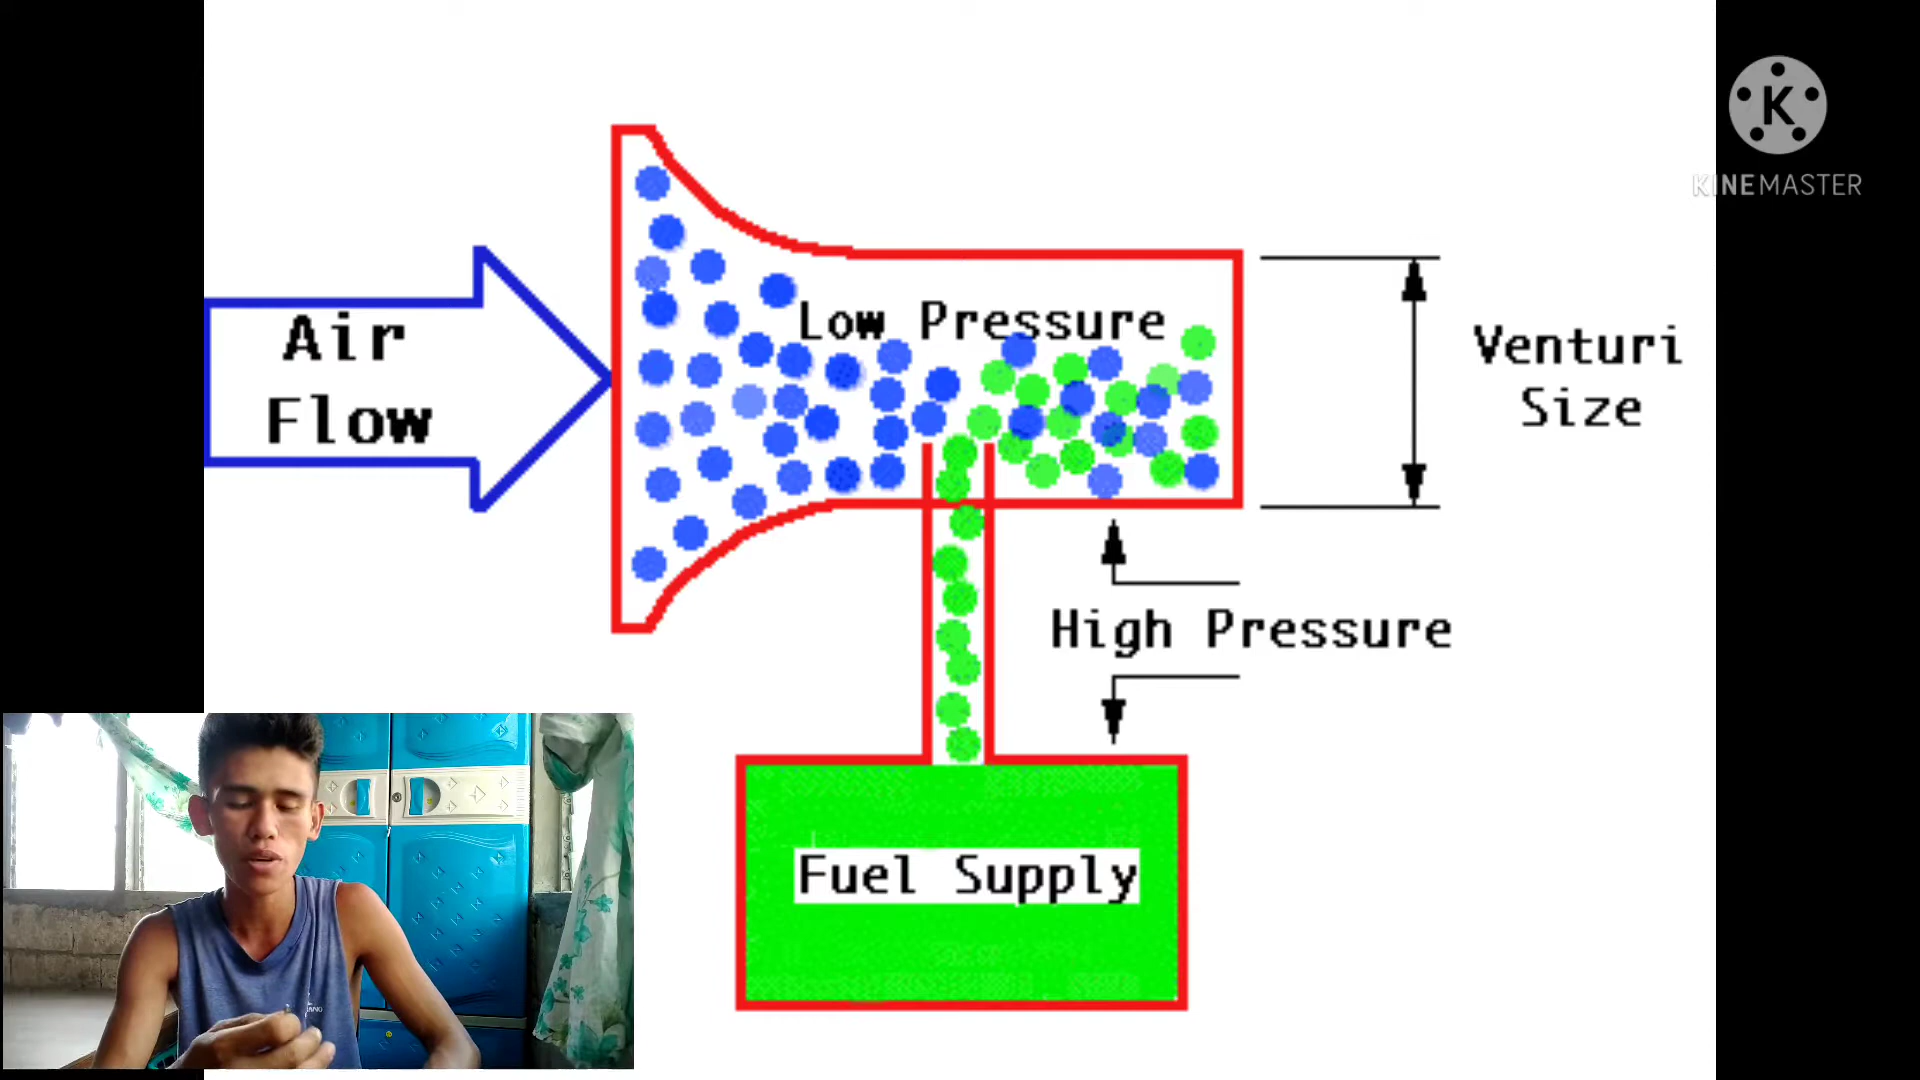 K
KINEMASTER
Air
Flow
Low Pressure
Venturi
Size
High Pressure
Fuel Supply